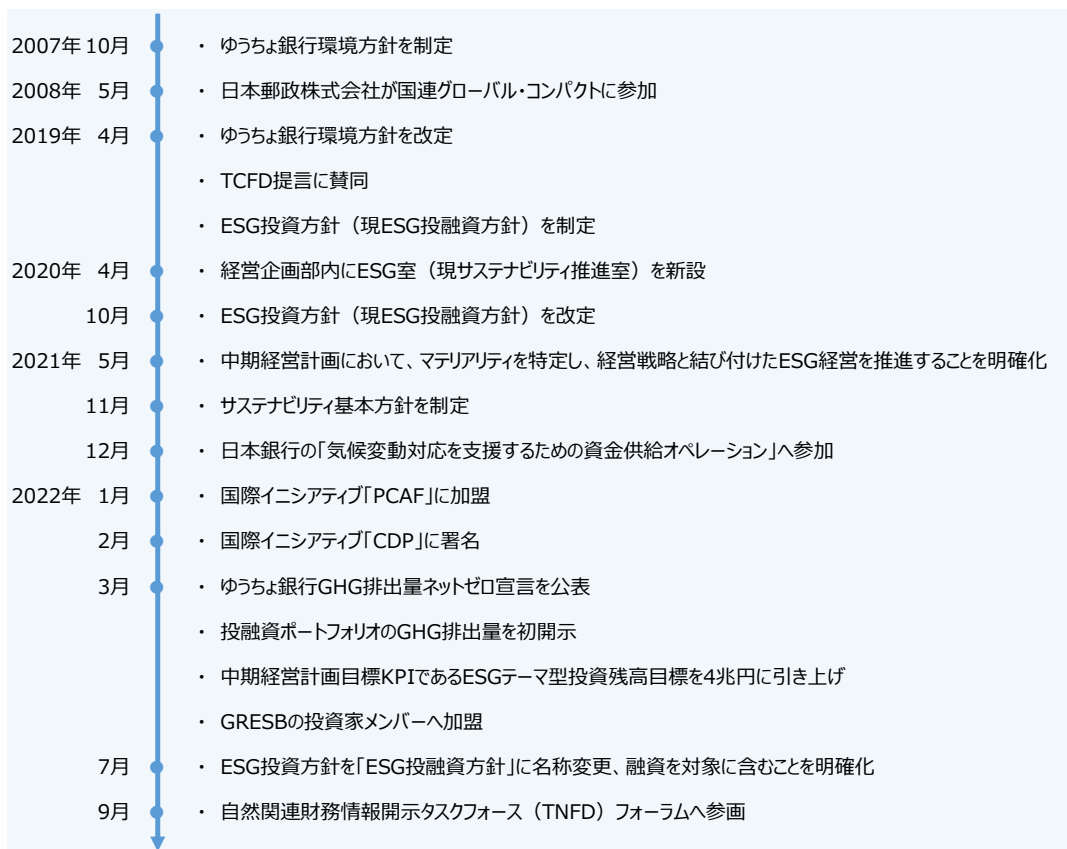 2007年10月 ・ ゆうちょ銀行環境方針を制定
2008年 5月 ・ 日本郵政株式会社が国連グローバル・コンパクトに参加
2019年 4月 ・ ゆうちょ銀行環境方針を改定
・ TCFD提言に賛同
・ ESG投資方針（現ESG投融資方針）を制定
2020年 4月 ・ 経営企画部内にESG室（現サステナビリティ推進室）を新設
10月 ・ ESG投資方針（現ESG投融資方針）を改定
2021年 5月 ・ 中期経営計画において、マテリアリティを特定し、経営戦略と結び付けたESG経営を推進することを明確化
11月 ・ サステナビリティ基本方針を制定
12月 ・ 日本銀行の「気候変動対応を支援するための資金供給オペレーション」へ参加
2022年 1月 ・ 国際イニシアティブ「PCAF」に加盟
2月 ・ 国際イニシアティブ「CDP」に署名
3月 ・ ゆうちょ銀行GHG排出量ネットゼロ宣言を公表
・ 投融資ポートフォリオのGHG排出量を初開示
・ 中期経営計画目標KPIであるESGテーマ型投資残高目標を4兆円に引き上げ
・ GRESBの投資家メンバーへ加盟
7月 ・ ESG投資方針を「ESG投融資方針」に名称変更、融資を対象に含むことを明確化
9月 ・ 自然関連財務情報開示タスクフォース（TNFD）フォーラムへ参画